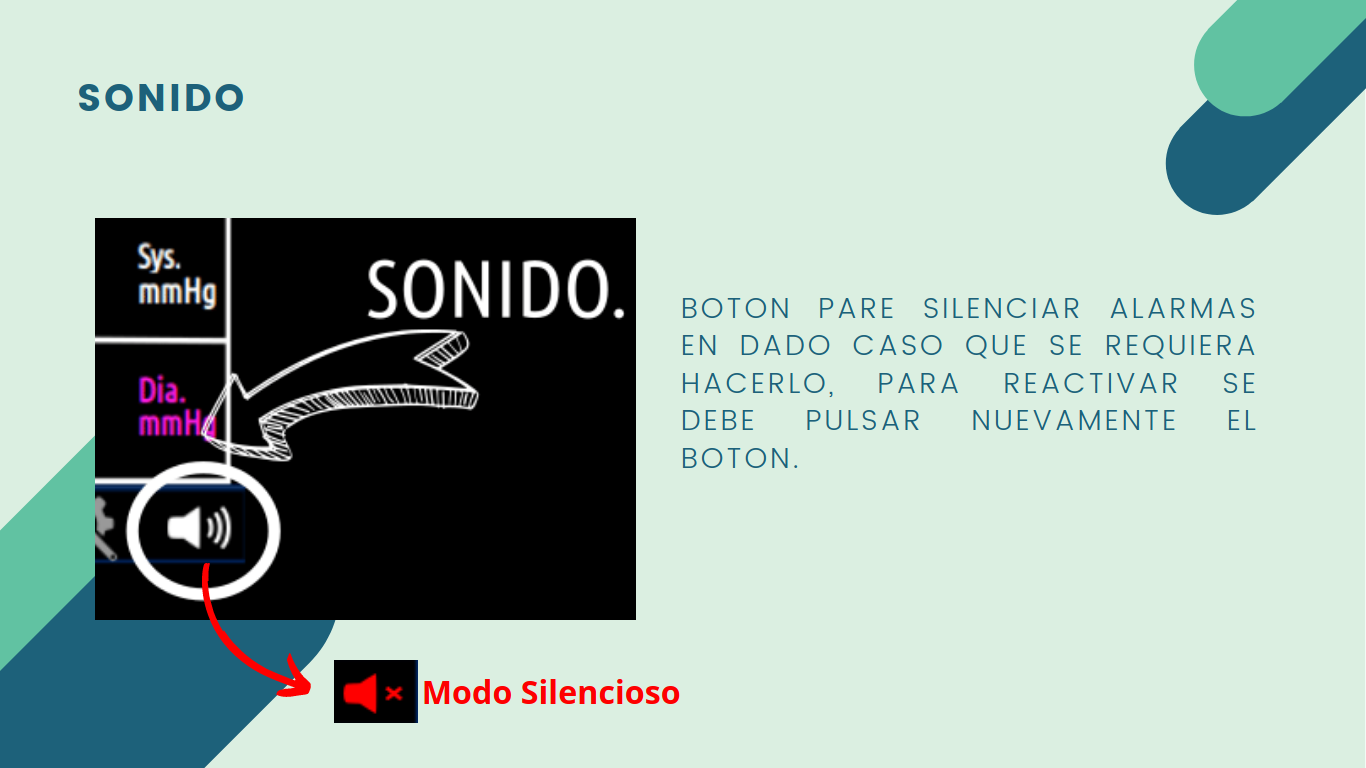 SONIDO
Sys.
mmHg
SONIDO.
Dia.
mmHg
BOTON PARE SILENCIAR ALARMAS
EN DADO CASO QUE SE REQUIERA
HACERLO, PARA REACTIVAR SE
DEBE PULSAR NUEVAMENTE EL
BOTON.
Modo Silencioso